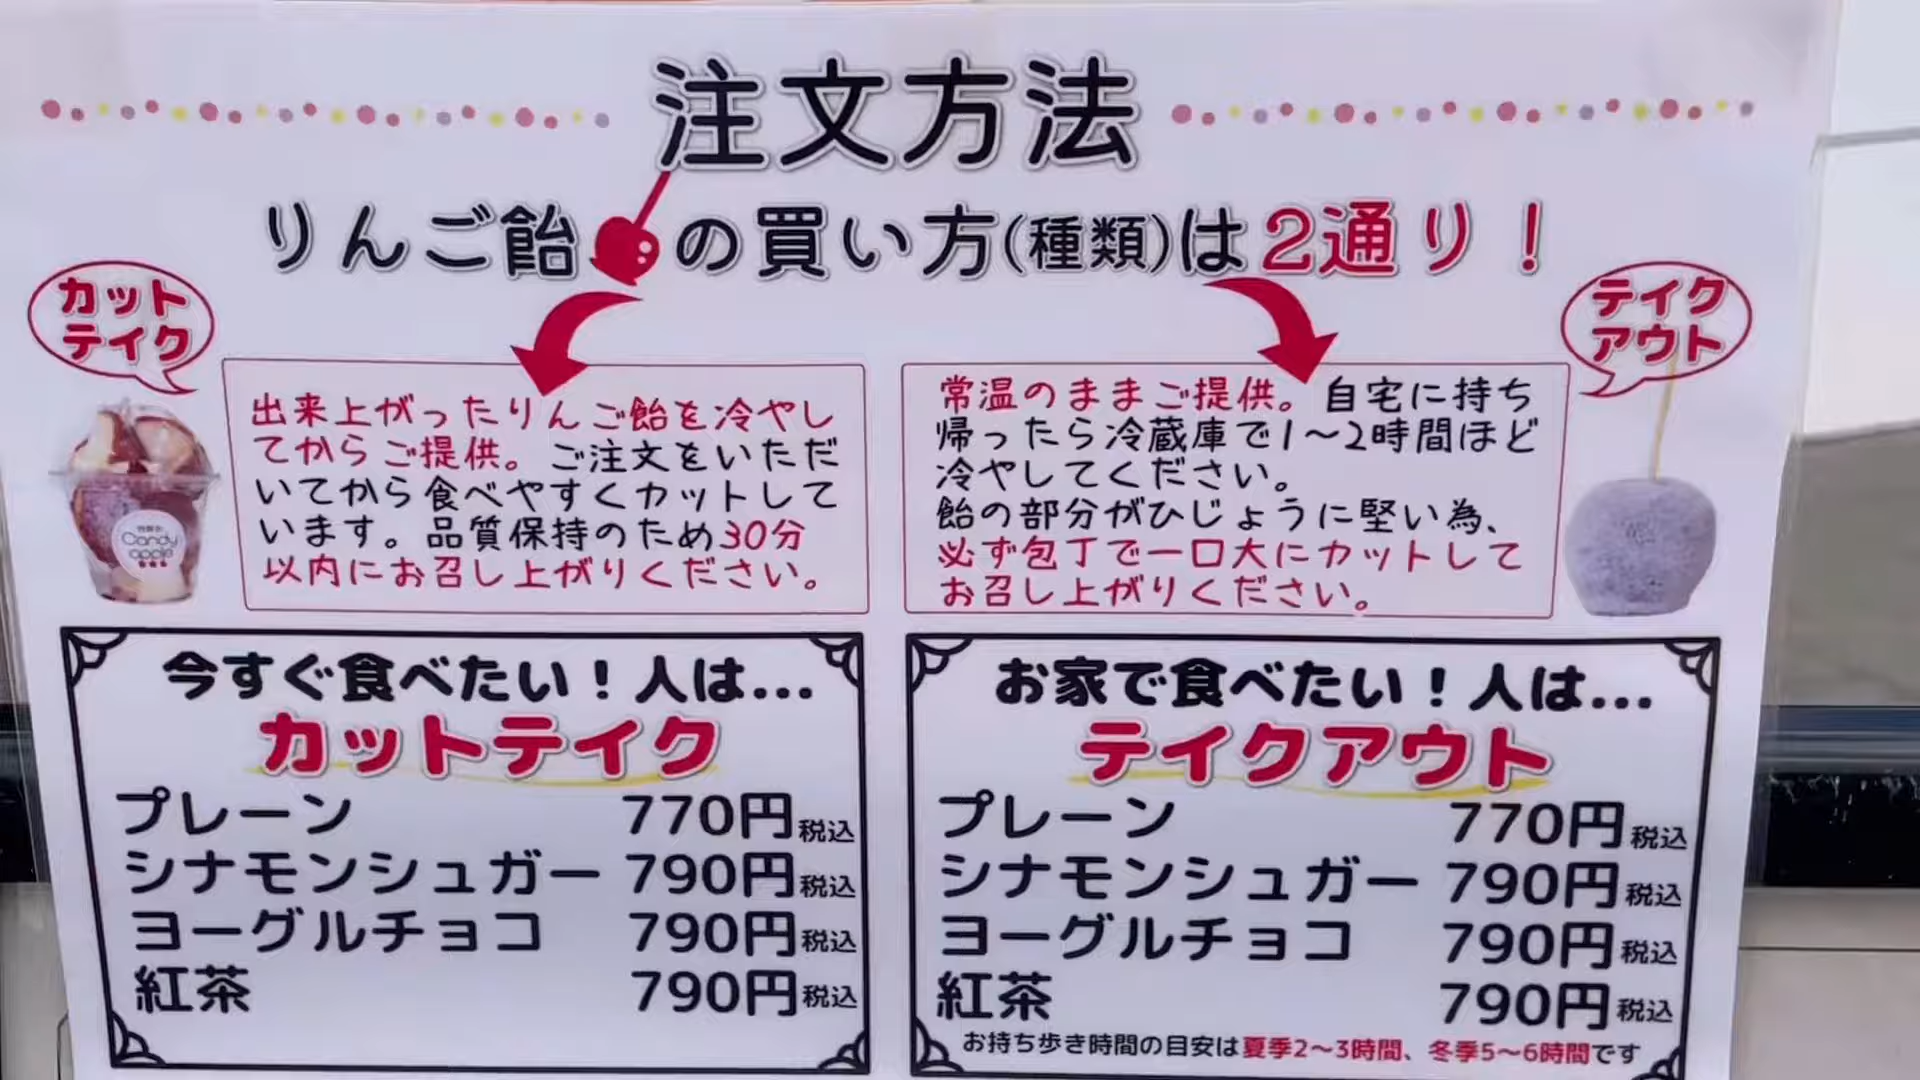 注文方法
りんご飴の買い方(種類)は2通り！
カット
テイク
出来上がったりんご飴を冷やし
てからご提供。ご注文をいただ
いてから食べやすくカットして
います。品質保持のため30分
以内にお召し上がりください。
Candy
apple
テイク
アウト
常温のままご提供。自宅に持ち
帰ったら冷蔵庫で1〜2時間ほど
冷やしてください。
飴の部分がひじょうに堅い為、
必ず包丁で一口大にカットして
お召し上がりください。
今すぐ食べたい！人は...
カットテイク
プレーン 770円税込
シナモンシュガー 790円税込
ヨーグルチョコ 790円税込
紅茶 790円税込
お家で食べたい！人は...
テイクアウト
プレーン 770円税込
シナモンシュガー 790円税込
ヨーグルチョコ 790円税込
紅茶 790円税込
お持ち歩き時間の目安は夏季2〜3時間、冬季5〜6時間です